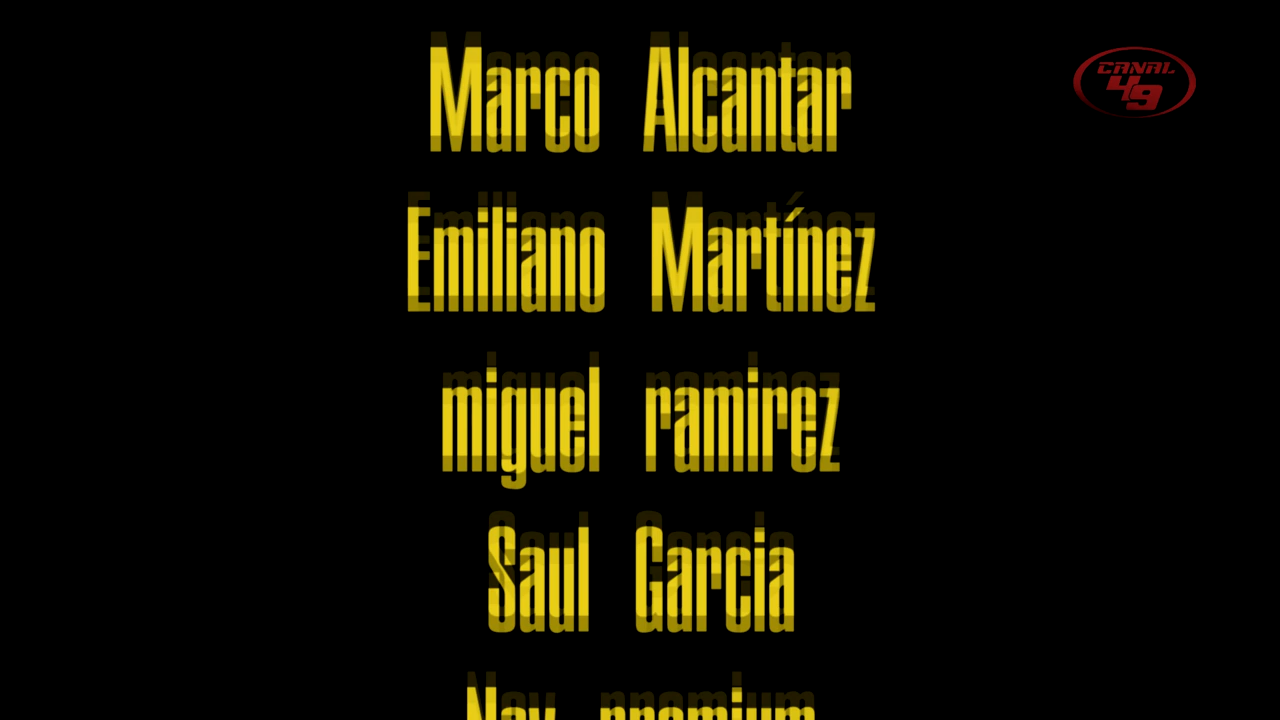 Marco Alcantar
CANAL
49
Emiliano Martínez
miguel ramirez
Saul Garcia